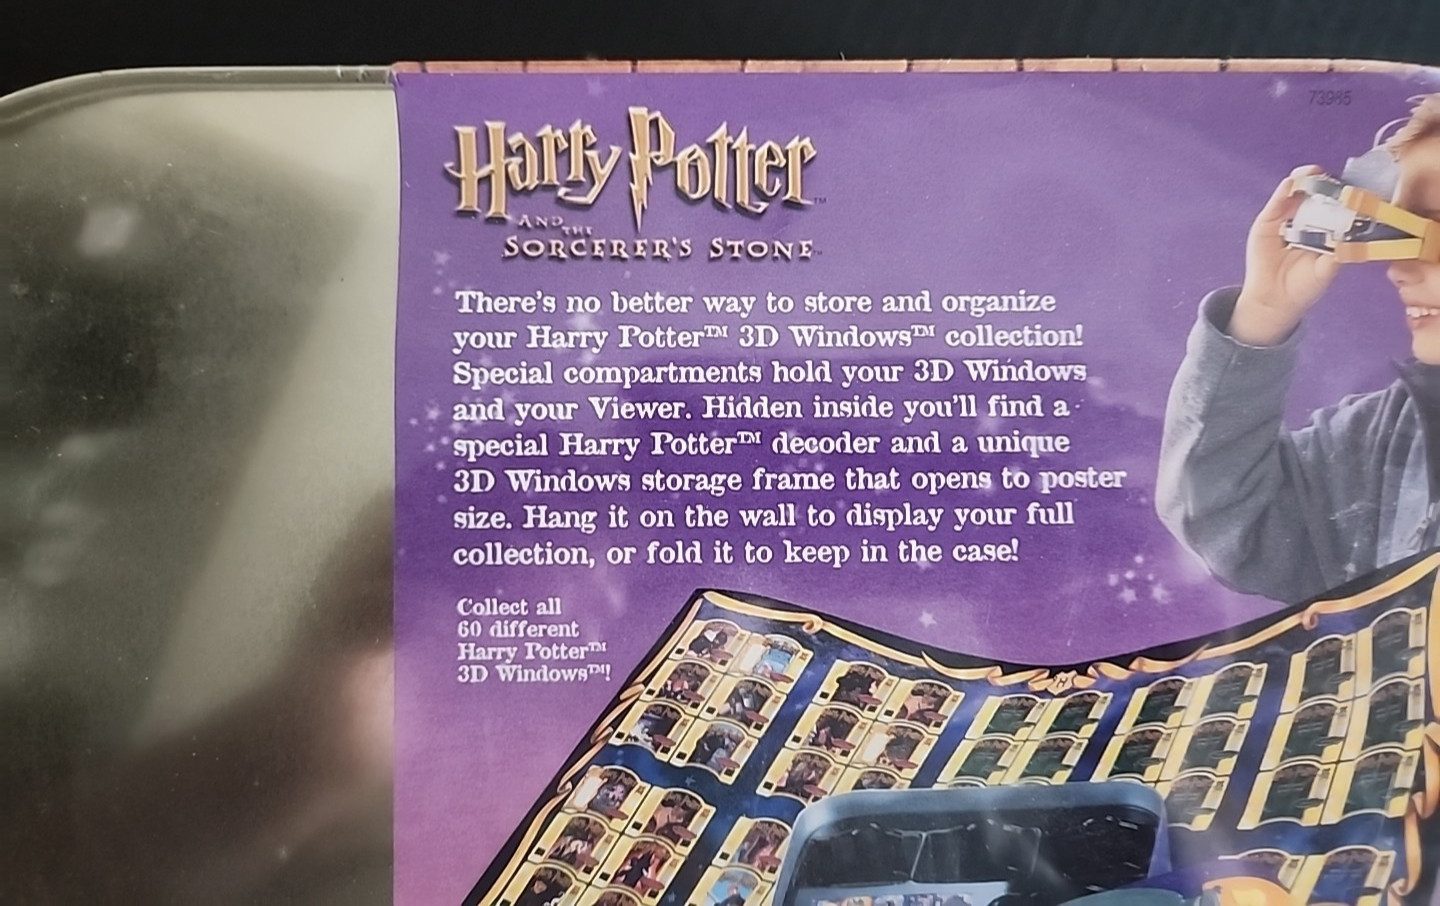 73985
Harry Potter™
AND THE
SORCERER'S STONE™
There's no better way to store and organize
your Harry Potter™ 3D Windows™ collection!
Special compartments hold your 3D Windows
and your Viewer. Hidden inside you'll find a
special Harry Potter™ decoder and a unique
3D Windows storage frame that opens to poster
size. Hang it on the wall to display your full
collection, or fold it to keep in the case!
Collect all
60 different
Harry Potter™
3D Windows™!